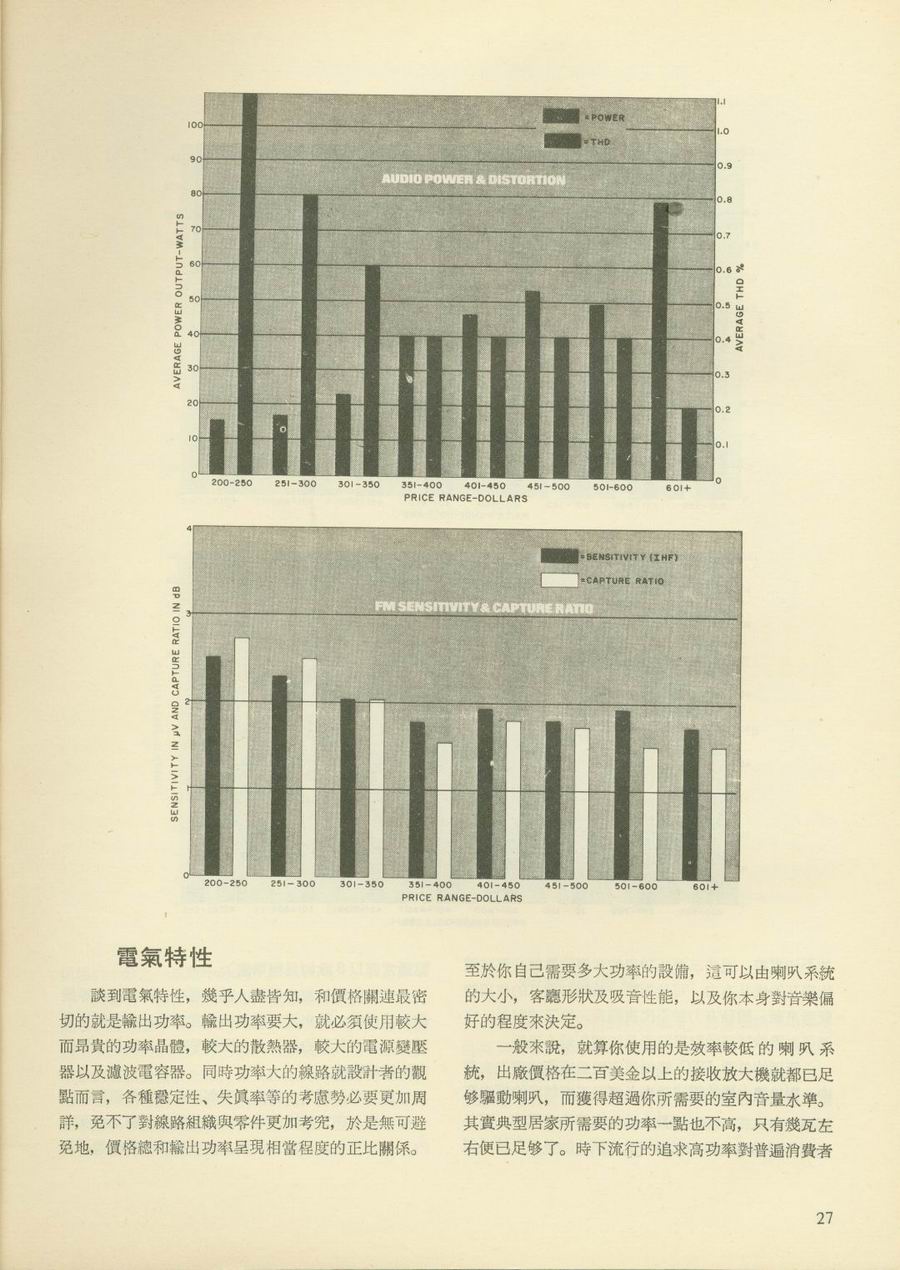 1.1
100
=POWER
1.0
=THD
90
0.9
AUDIO POWER & DISTORTION
80
0.8
70
0.7
60
0.6
50
0.5
40
0.4
30
0.3
20
0.2
10
0.1
0
0
AVERAGE POWER OUTPUT-WATTS
AVERAGE THD %
200-250 251-300 301-350 351-400 401-450 451-500 501-600 601+
PRICE RANGE-DOLLARS
4
=SENSITIVITY (IHF)
=CAPTURE RATIO
FM SENSITIVITY & CAPTURE RATIO
3
2
1
0
SENSITIVITY IN μV AND CAPTURE RATIO IN dB
200-250 251-300 301-350 351-400 401-450 451-500 501-600 601+
PRICE RANGE-DOLLARS
電氣特性
談到電氣特性，幾乎人盡皆知，和價格關連最密
切的就是輸出功率。輸出功率要大，就必須使用較大
而昂貴的功率晶體，較大的散熱器，較大的電源變壓
器以及濾波電容器。同時功率大的線路就設計者的觀
點而言，各種穩定性、失眞率等的考慮勢必要更加周
詳，免不了對線路組織與零件更加考究，於是無可避
免地，價格總和輸出功率呈現相當程度的正比關係。
至於你自己需要多大功率的設備，這可以由喇叭系統
的大小，客廳形狀及吸音性能，以及你本身對音樂偏
好的程度來決定。
一般來說，就算你使用的是效率較低的喇叭系
統，出廠價格在二百美金以上的接收放大機就都已足
够驅動喇叭，而獲得超過你所需要的室內音量水準。
其實典型居家所需要的功率一點也不高，只有幾瓦左
右便已足够了。時下流行的追求高功率對普遍消費者
27